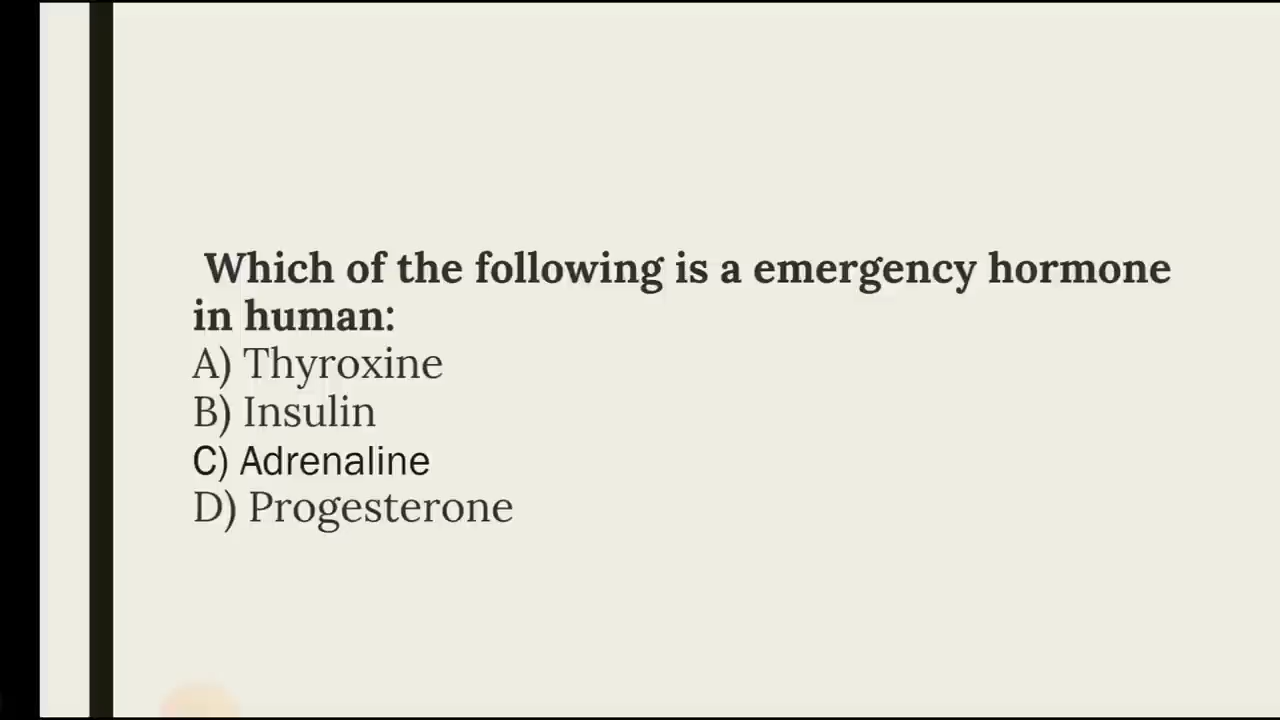 Which of the following is a emergency hormone
in human:
A) Thyroxine
B) Insulin
C) Adrenaline
D) Progesterone